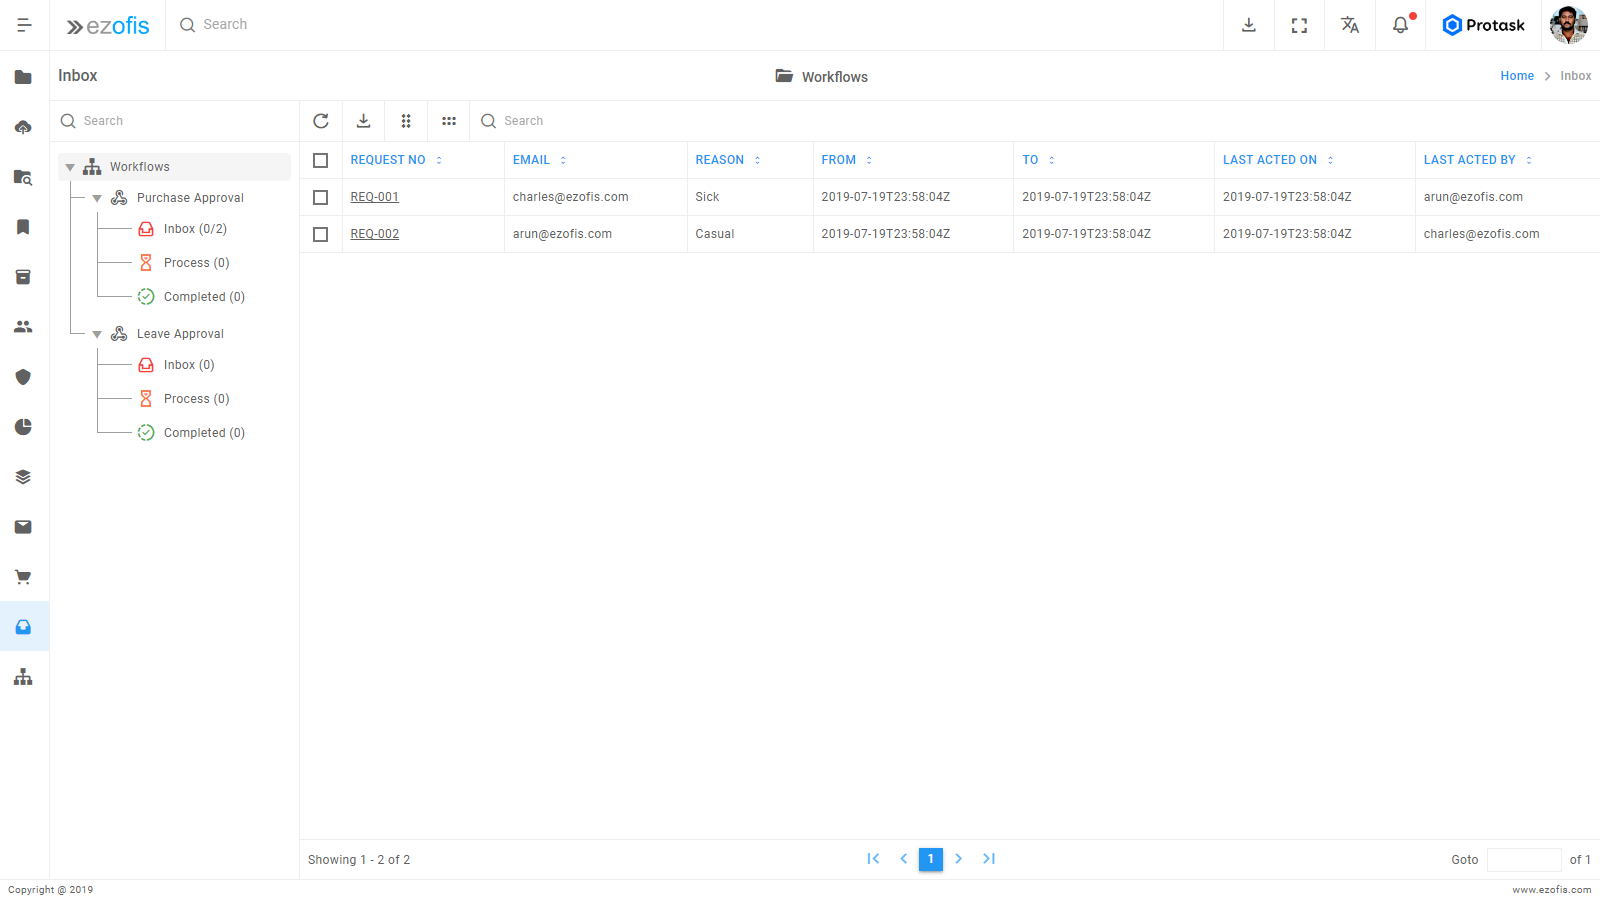 ezofis Search Protask
Inbox Workflows Home > Inbox
Search Search
Workflows
Purchase Approval
Inbox (0/2)
Process (0)
Completed (0)
Leave Approval
Inbox (0)
Process (0)
Completed (0)
REQUEST NO EMAIL REASON FROM TO LAST ACTED ON LAST ACTED BY
REQ-001 charles@ezofis.com Sick 2019-07-19T23:58:04Z 2019-07-19T23:58:04Z 2019-07-19T23:58:04Z arun@ezofis.com
REQ-002 arun@ezofis.com Casual 2019-07-19T23:58:04Z 2019-07-19T23:58:04Z 2019-07-19T23:58:04Z charles@ezofis.com
Showing 1 - 2 of 2 1 Goto of 1
Copyright @ 2019 www.ezofis.com